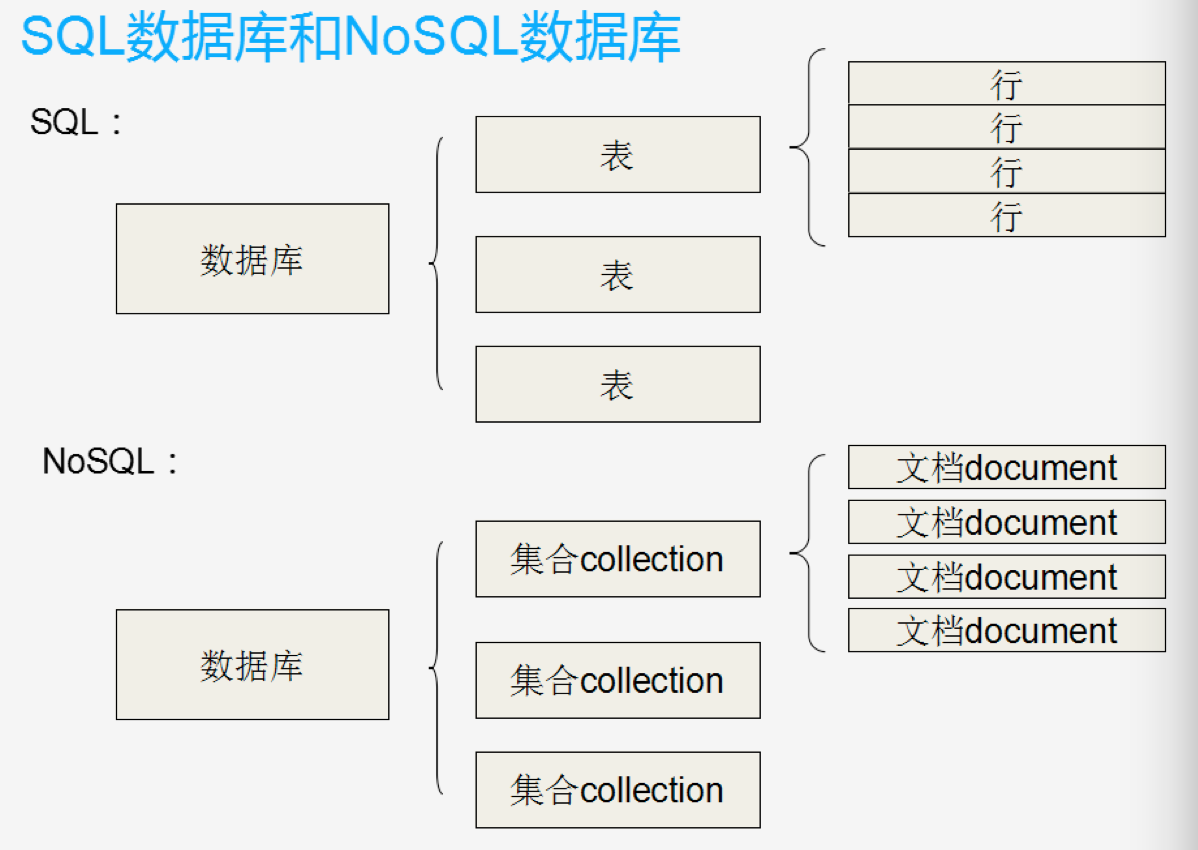 SQL数据库和NoSQL数据库
SQL：
数据库
表
表
表
行
行
行
行
NoSQL：
数据库
集合collection
集合collection
集合collection
文档document
文档document
文档document
文档document